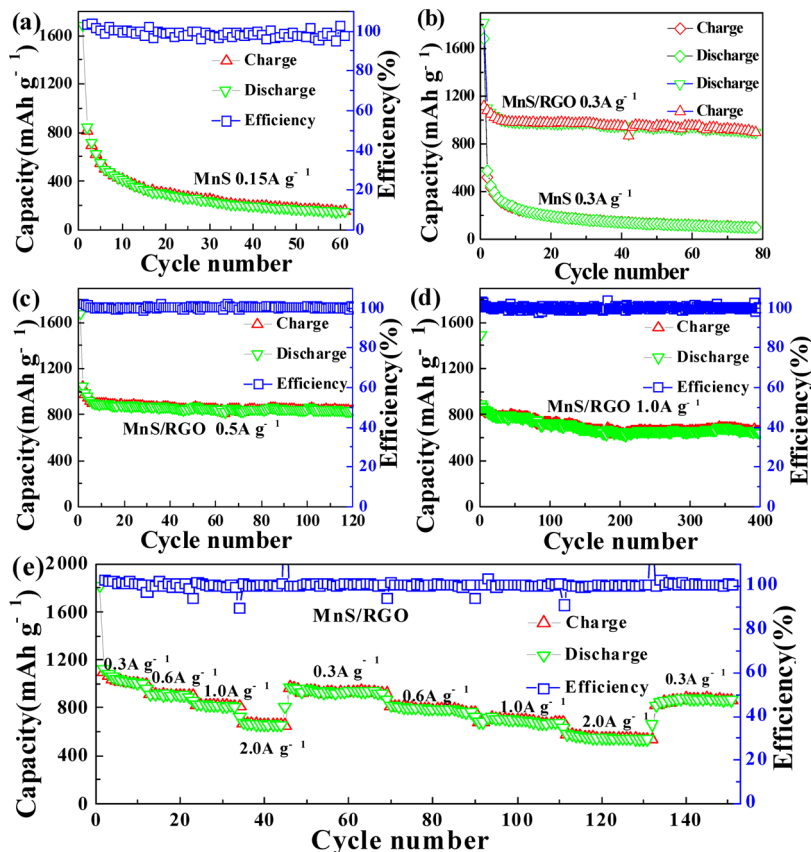 (a)
1600
1200
800
400
0
Capacity(mAh g⁻¹)
100
80
60
40
20
0
Efficiency(%)
Charge
Discharge
Efficiency
MnS 0.15A g⁻¹
0 10 20 30 40 50 60
Cycle number
(b)
1600
1200
800
400
0
Capacity(mAh g⁻¹)
Charge
Discharge
Discharge
Charge
MnS/RGO 0.3A g⁻¹
MnS 0.3A g⁻¹
0 20 40 60 80
Cycle number
(c)
1600
1200
800
400
0
Capacity(mAh g⁻¹)
100
80
60
40
20
0
Efficiency(%)
Charge
Discharge
Efficiency
MnS/RGO 0.5A g⁻¹
0 20 40 60 80 100 120
Cycle number
(d)
1600
1200
800
400
0
Capacity(mAh g⁻¹)
100
80
60
40
20
0
Efficiency(%)
Charge
Discharge
Efficiency
MnS/RGO 1.0A g⁻¹
0 100 200 300 400
Cycle number
(e)
2000
1600
1200
800
400
0
Capacity(mAh g⁻¹)
100
80
60
40
20
0
Efficiency(%)
MnS/RGO
Charge
Discharge
Efficiency
0.3A g⁻¹
0.6A g⁻¹
1.0A g⁻¹
2.0A g⁻¹
0.3A g⁻¹
0.6A g⁻¹
1.0A g⁻¹
2.0A g⁻¹
0.3A g⁻¹
0 20 40 60 80 100 120 140
Cycle number